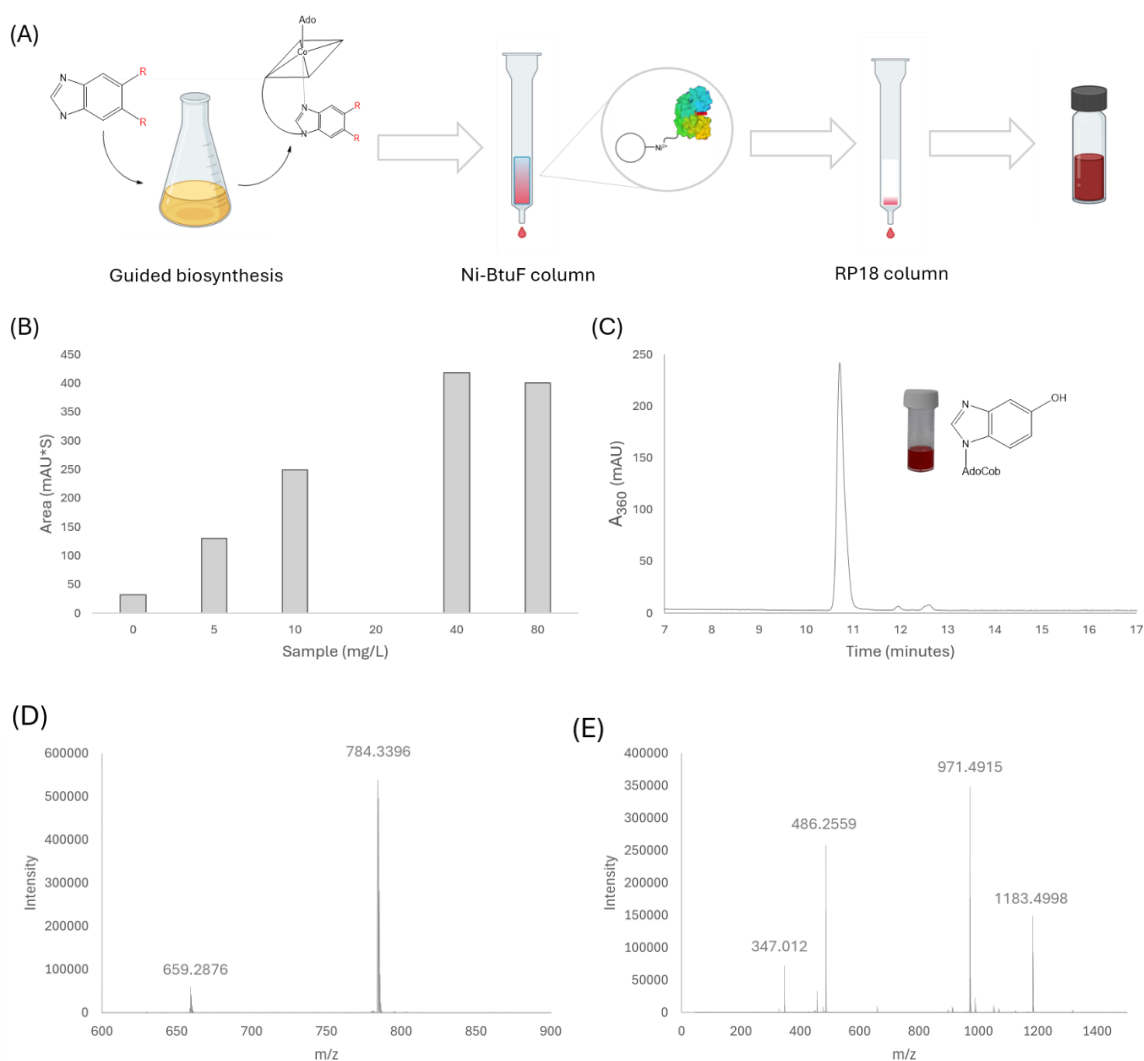 (A)
Ado
Co
N
N
R
R
N
N
R
R
Ni²⁺
Guided biosynthesis
Ni-BtuF column
RP18 column
(B)
450
400
350
300
250
200
150
100
50
0
Area (mAU*S)
0 5 10 20 40 80
Sample (mg/L)
(C)
250
200
150
100
50
0
A₃₆₀ (mAU)
N
N
OH
AdoCob
7 8 9 10 11 12 13 14 15 16 17
Time (minutes)
(D)
600000
500000
400000
300000
200000
100000
0
Intensity
784.3396
659.2876
600 650 700 750 800 850 900
m/z
(E)
400000
350000
300000
250000
200000
150000
100000
50000
0
Intensity
971.4915
486.2559
1183.4998
347.012
0 200 400 600 800 1000 1200 1400
m/z